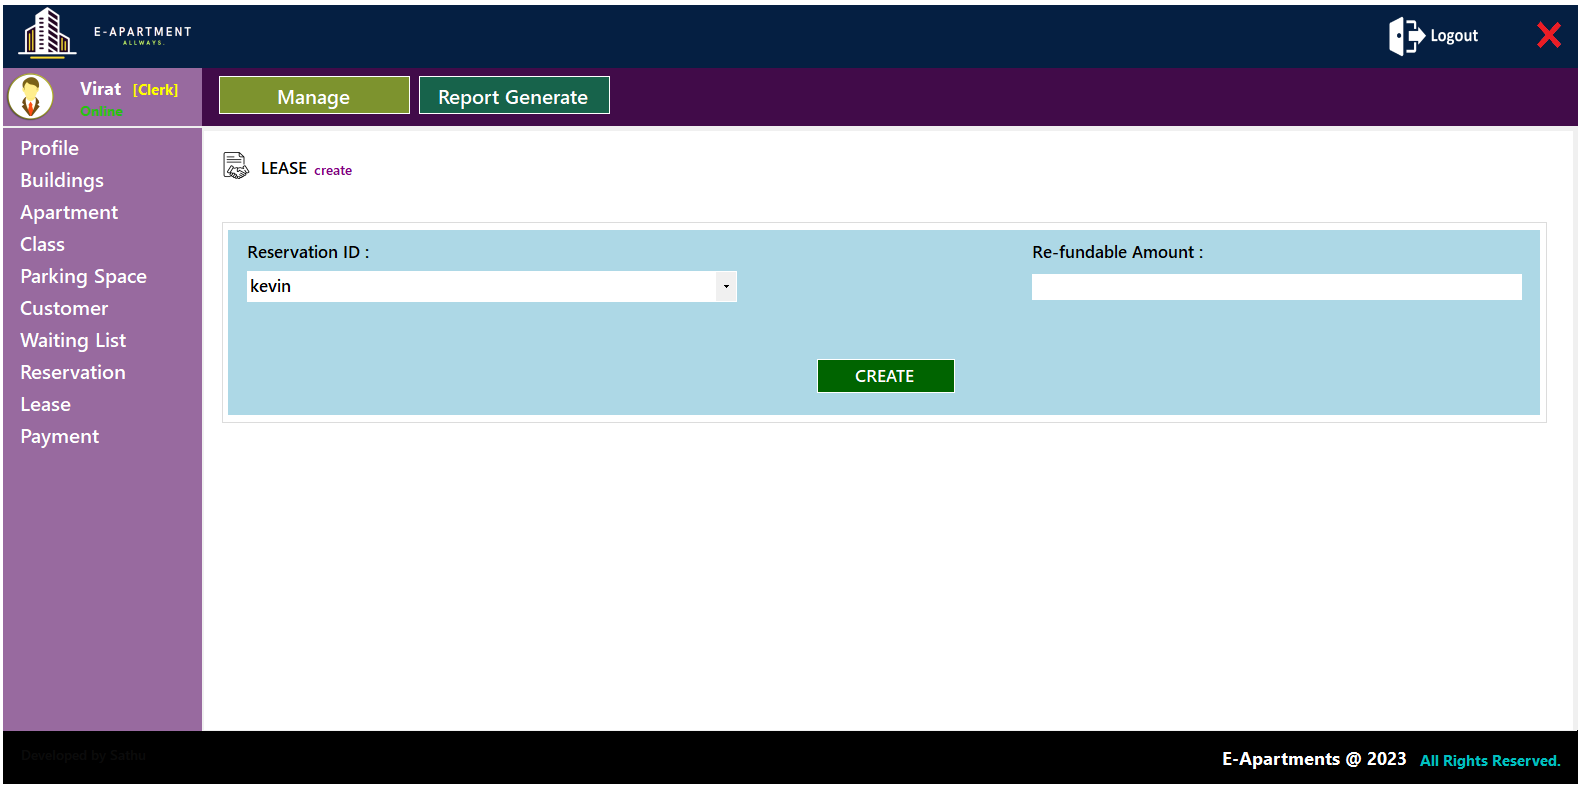 E-APARTMENT
ALLWAYS.
Logout
Virat [Clerk]
Online
Manage
Report Generate
Profile
Buildings
Apartment
Class
Parking Space
Customer
Waiting List
Reservation
Lease
Payment
LEASE create
Reservation ID :
kevin
Re-fundable Amount :
CREATE
Developed by Sathu
E-Apartments @ 2023 All Rights Reserved.